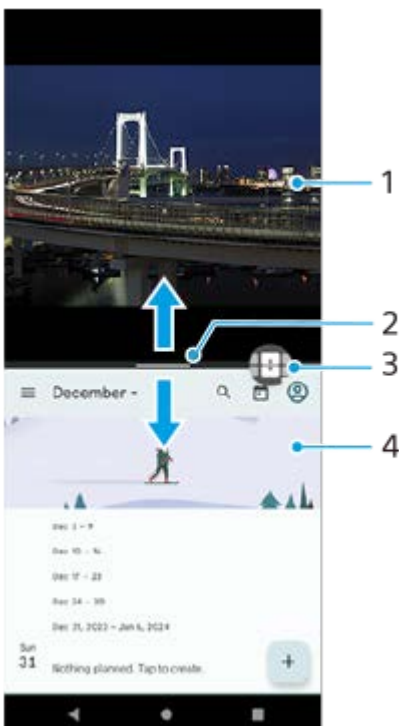 1
2
3
December
4
Dec 3 – 9
Dec 10 – 16
Dec 17 – 23
Dec 24 – 30
Dec 31, 2023 – Jan 6, 2024
Sun
31
Nothing planned. Tap to create.